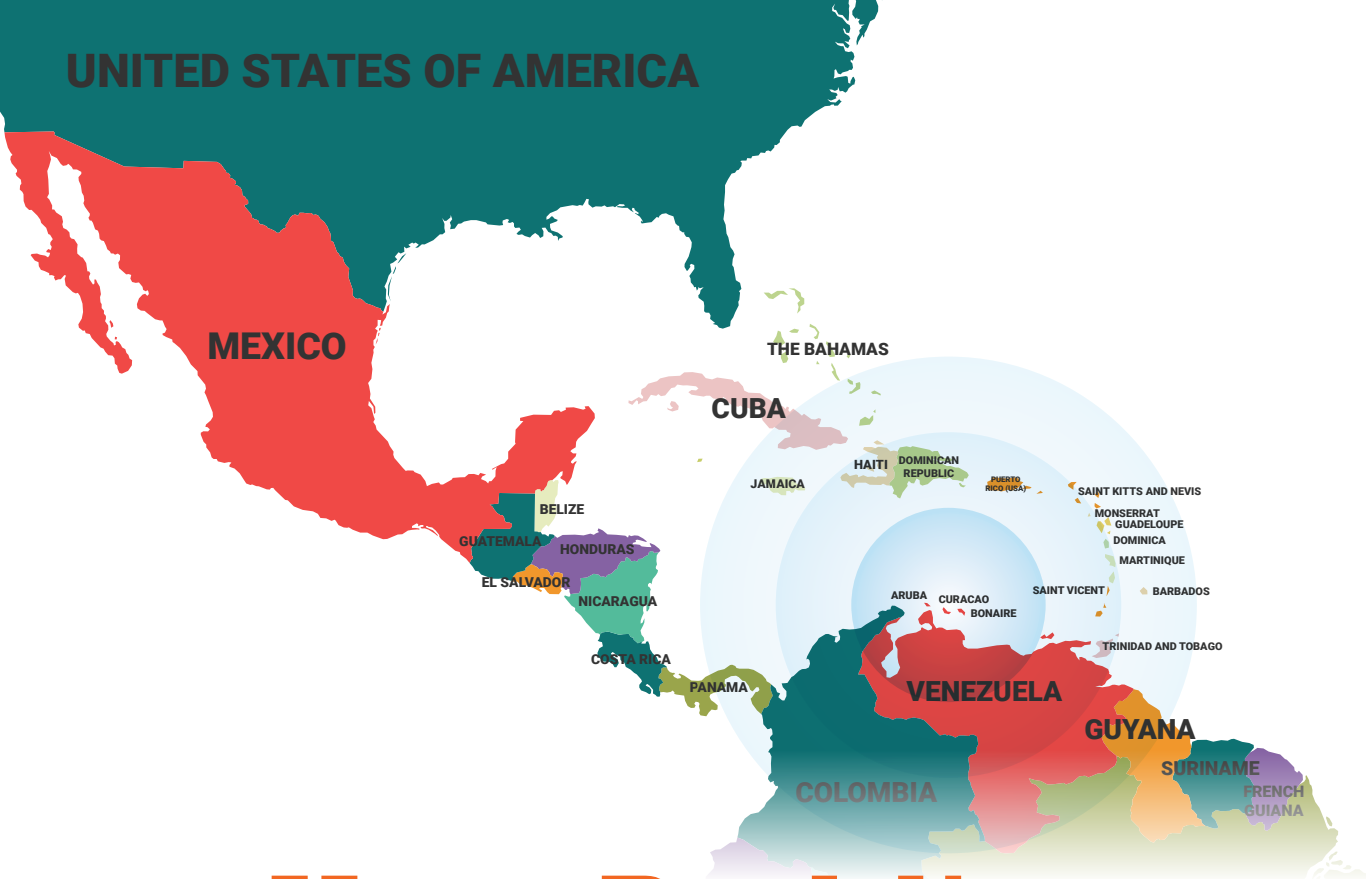 UNITED STATES OF AMERICA
MEXICO
THE BAHAMAS
CUBA
HAITI
DOMINICAN
REPUBLIC
JAMAICA
PUERTO
RICO (USA)
SAINT KITTS AND NEVIS
BELIZE
MONSERRAT
GUADELOUPE
GUATEMALA
HONDURAS
DOMINICA
MARTINIQUE
EL SALVADOR
SAINT VICENT
BARBADOS
NICARAGUA
ARUBA
CURACAO
BONAIRE
COSTA RICA
TRINIDAD AND TOBAGO
PANAMA
VENEZUELA
GUYANA
SURINAME
COLOMBIA
FRENCH
GUIANA